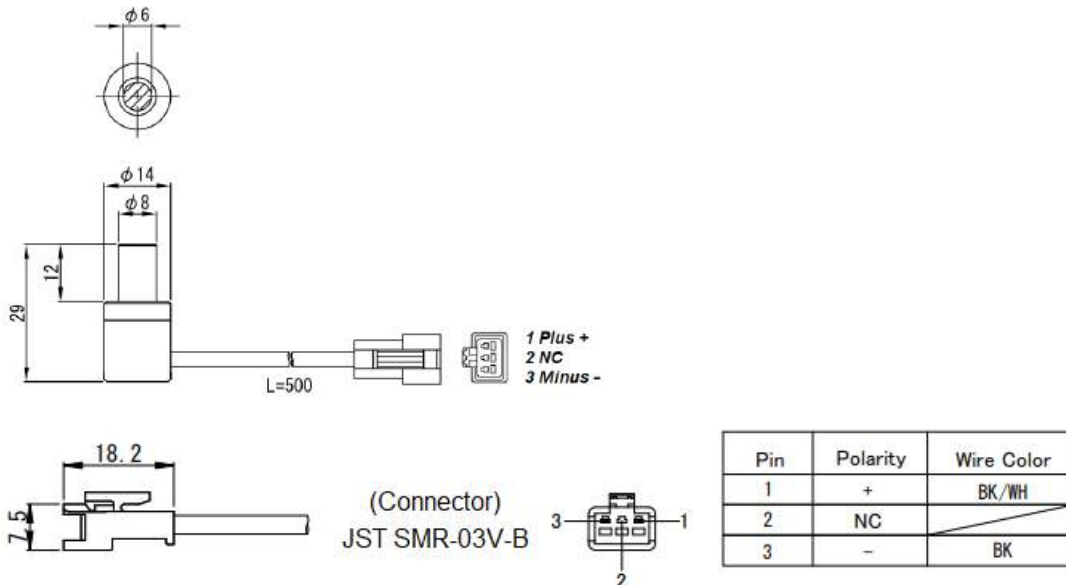 φ6
φ14
φ8
12
29
L=500
1 Plus +
2 NC
3 Minus -
18.2
7.5
(Connector)
JST SMR-03V-B
3
1
2
Pin Polarity Wire Color
1 + BK/WH
2 NC
3 - BK